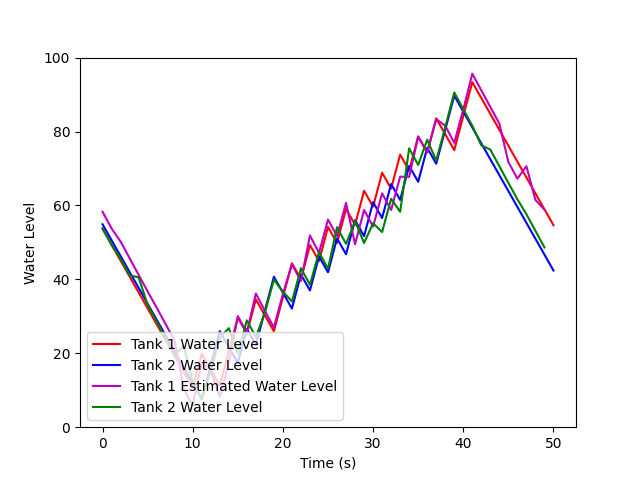 100
80
60
40
20
0
Water Level
Tank 1 Water Level
Tank 2 Water Level
Tank 1 Estimated Water Level
Tank 2 Water Level
0 10 20 30 40 50
Time (s)